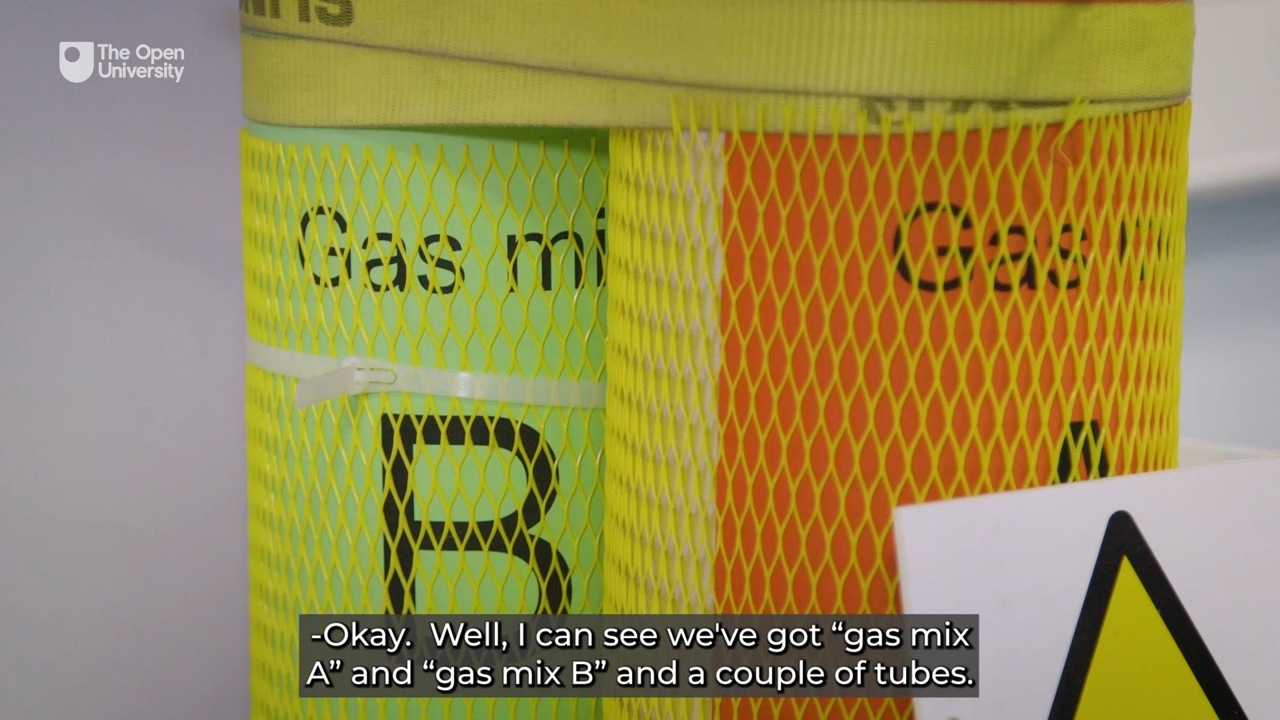 The Open
University
Gas mi
Gas
B
A
-Okay.  Well, I can see we've got “gas mix
A” and “gas mix B” and a couple of tubes.